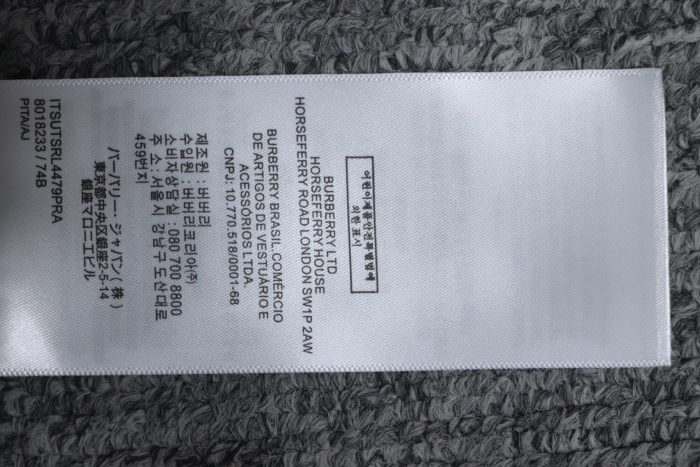 어린이제품안전특별법에
의한 표시
BURBERRY LTD
HORSEFERRY HOUSE
HORSEFERRY ROAD LONDON SW1P 2AW
BURBERRY BRASIL COMÉRCIO
DE ARTIGOS DE VESTUÁRIO E
ACESSÓRIOS LTDA.
CNPJ: 10.770.518/0001-68
제조원 : 버버리
수입원 : 버버리코리아(주)
소비자상담실 : 080 700 8800
주 소 : 서울시 강남구 도산대로
459번지
バーバリー・ジャパン(株)
東京都中央区銀座2-5-14
銀座マロニエビル
ITSUTSRL4479PRA
8018233 / 74B
PITA/AJ